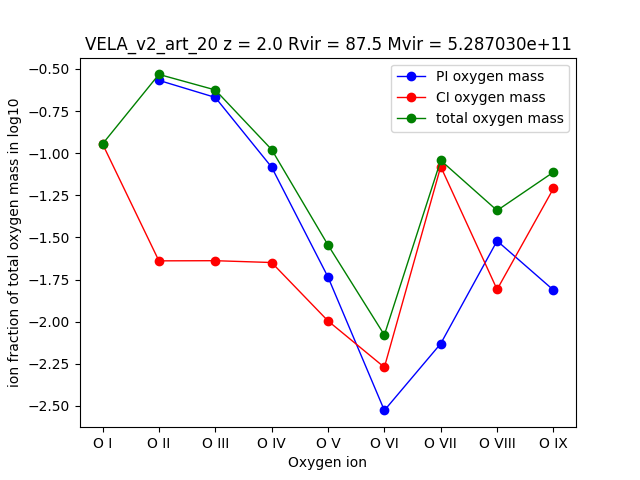 VELA_v2_art_20 z = 2.0 Rvir = 87.5 Mvir = 5.287030e+11
PI oxygen mass
CI oxygen mass
total oxygen mass
−0.50
−0.75
−1.00
−1.25
−1.50
−1.75
−2.00
−2.25
−2.50
ion fraction of total oxygen mass in log10
O I O II O III O IV O V O VI O VII O VIII O IX
Oxygen ion